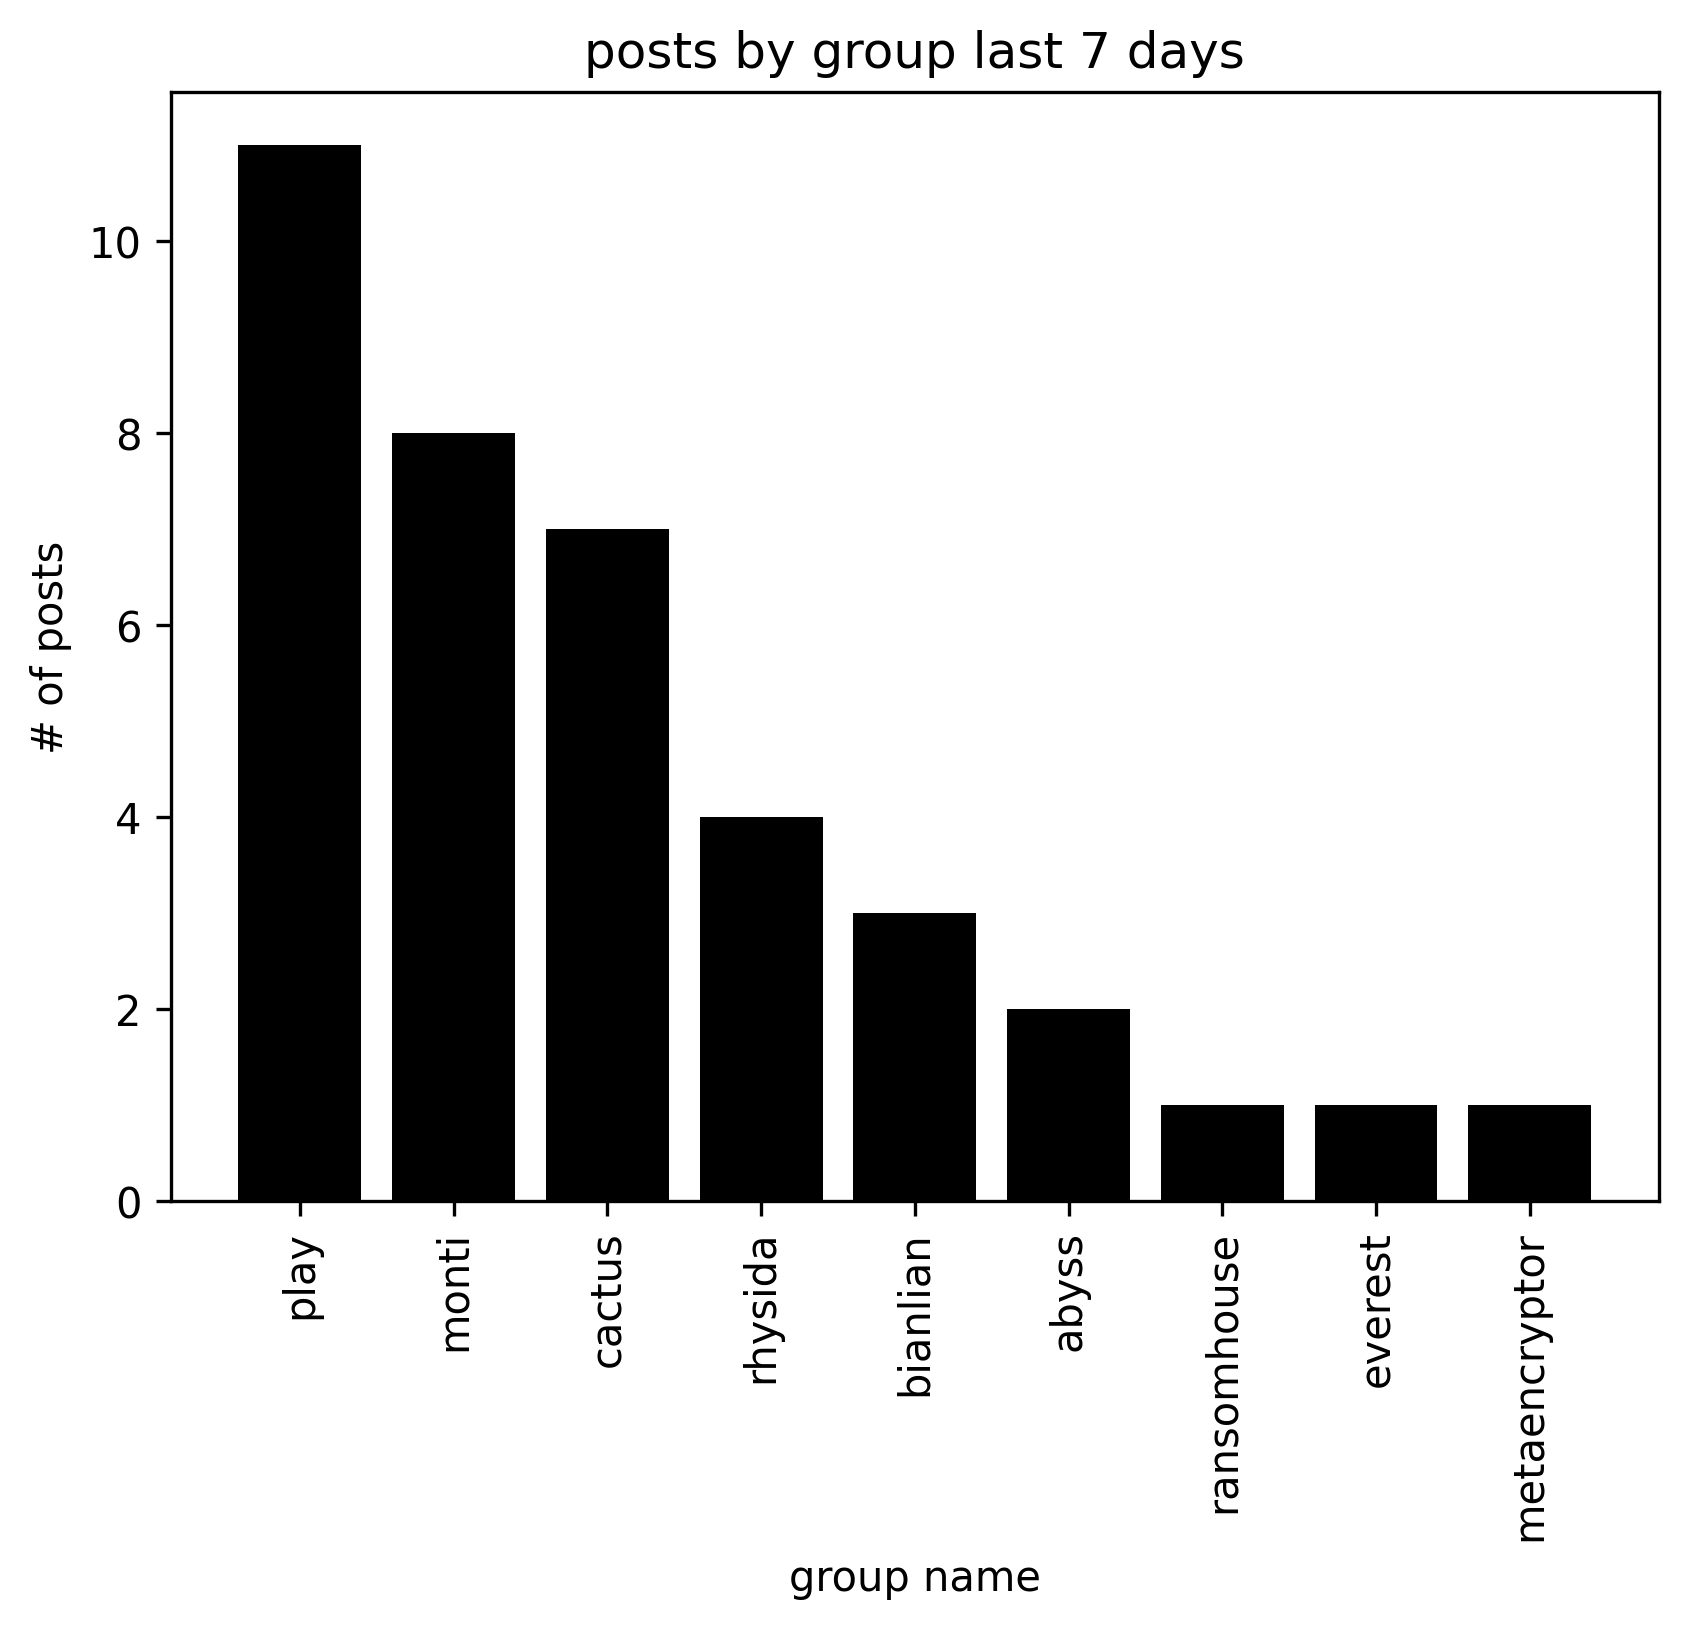 posts by group last 7 days
# of posts
10
8
6
4
2
0
play
monti
cactus
rhysida
bianlian
abyss
ransomhouse
everest
metaencryptor
group name